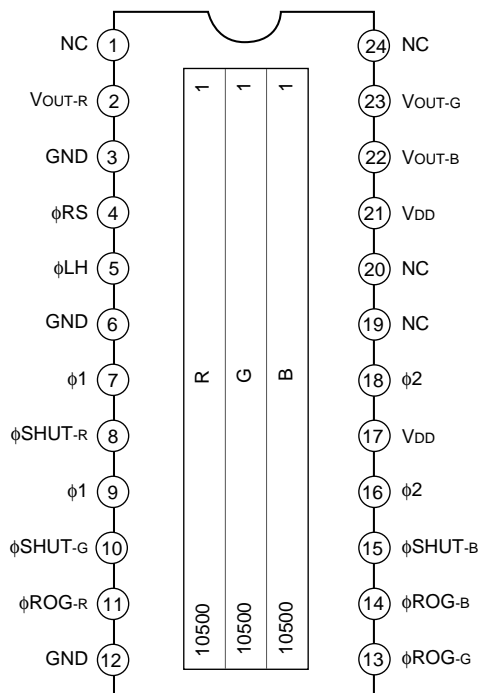 NC 1
VOUT-R 2
GND 3
ϕRS 4
ϕLH 5
GND 6
ϕ1 7
ϕSHUT-R 8
ϕ1 9
ϕSHUT-G 10
ϕROG-R 11
GND 12
1 1 1
R G B
10500 10500 10500
24 NC
23 VOUT-G
22 VOUT-B
21 VDD
20 NC
19 NC
18 ϕ2
17 VDD
16 ϕ2
15 ϕSHUT-B
14 ϕROG-B
13 ϕROG-G